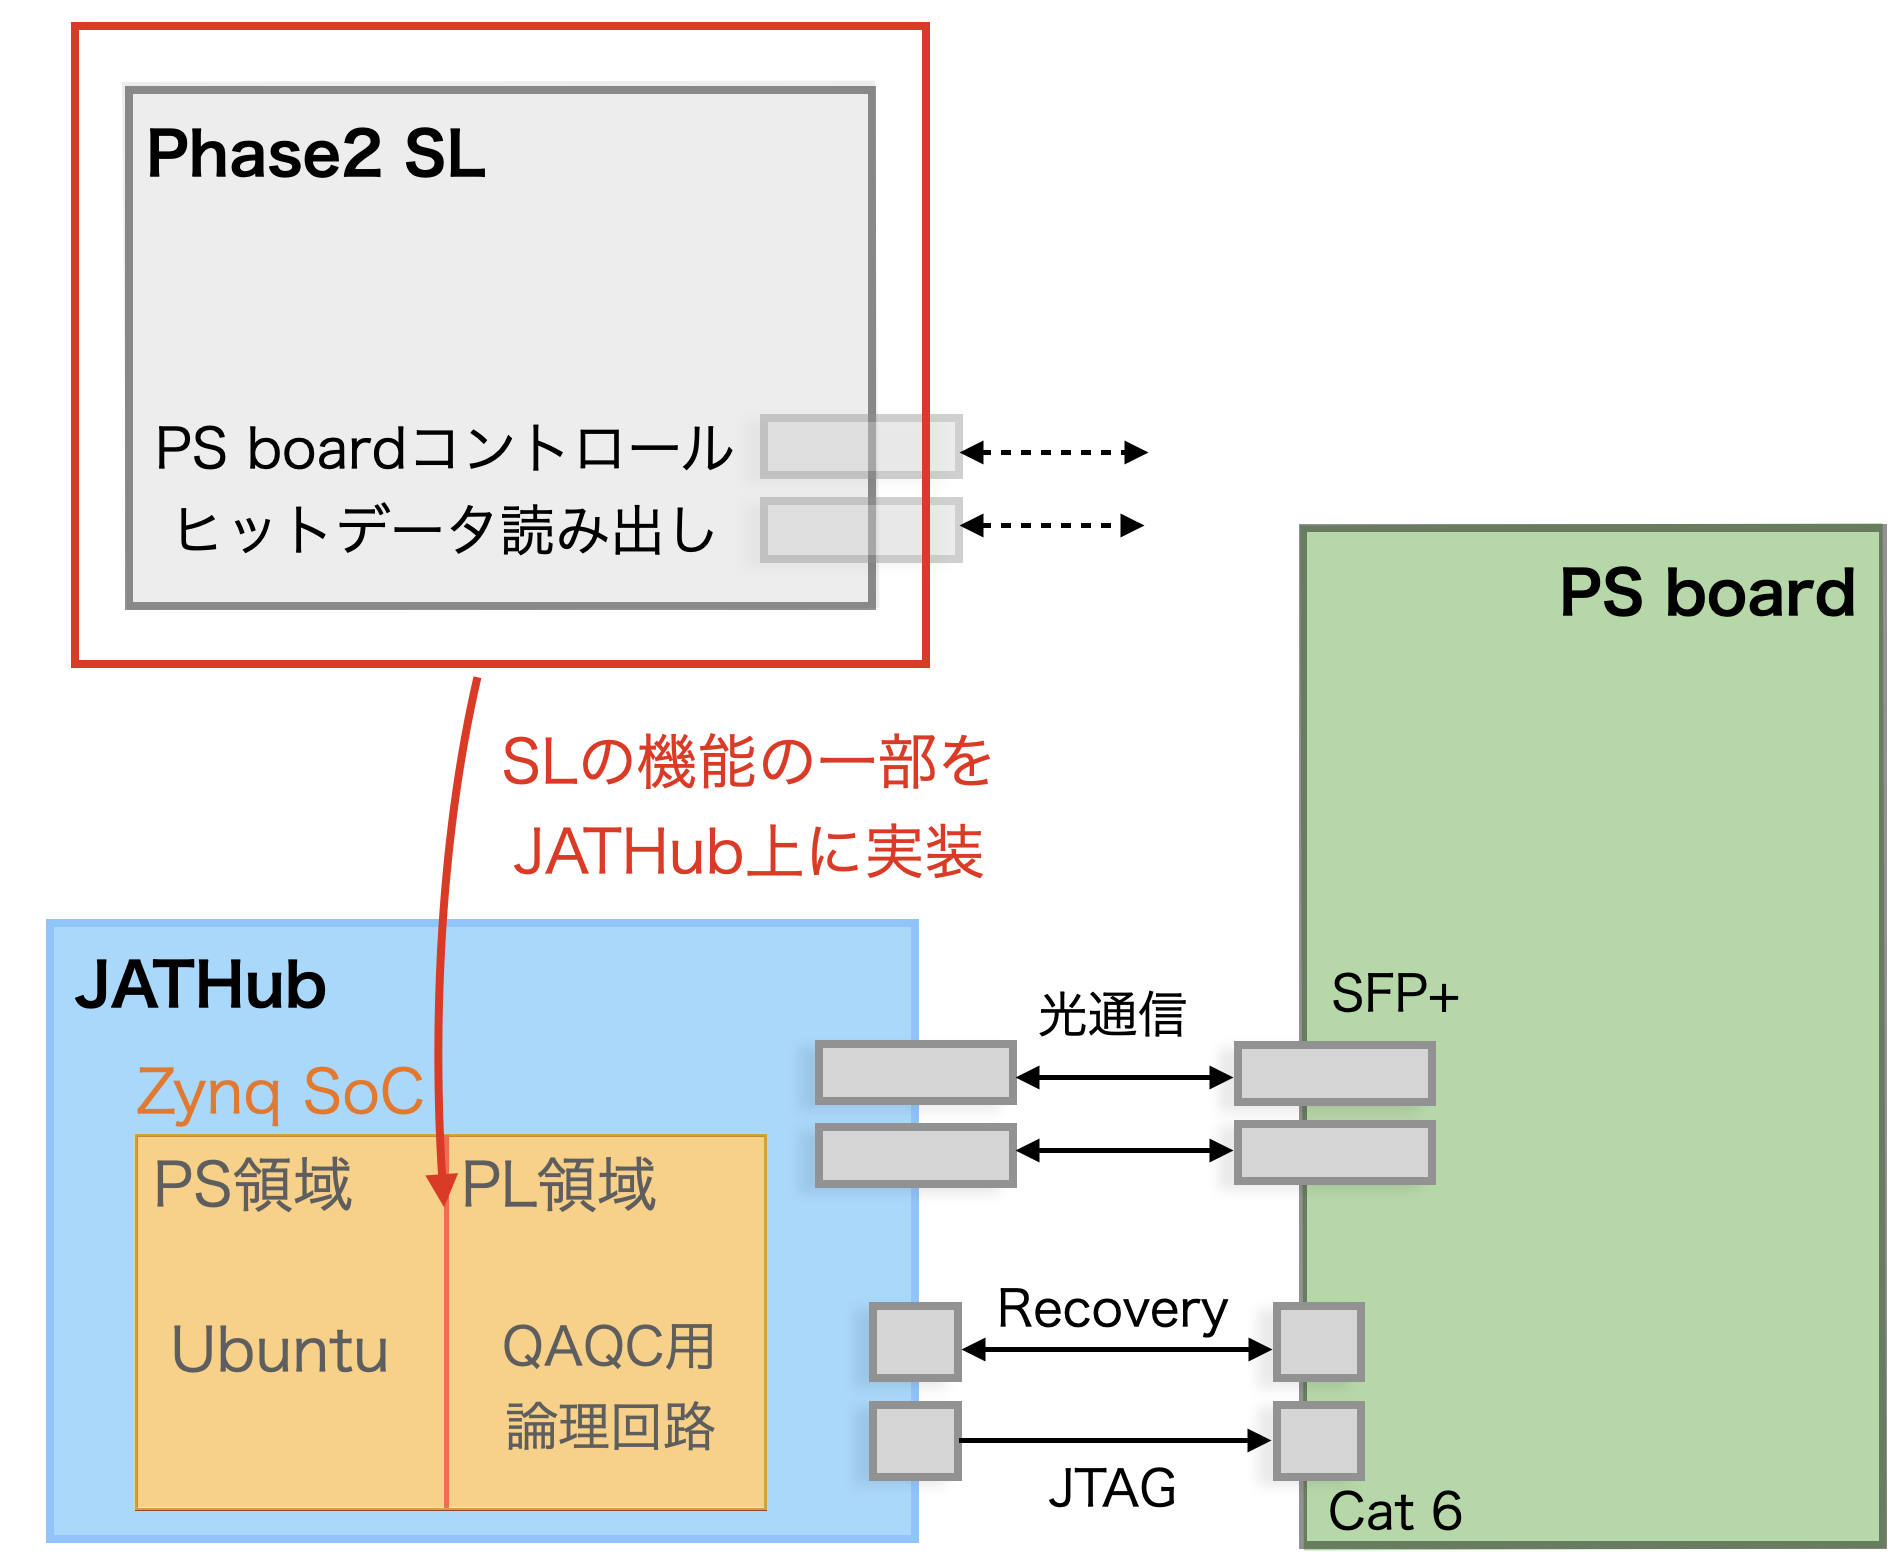 Phase2 SL
PS boardコントロール
ヒットデータ読み出し
PS board
SLの機能の一部を
JATHub上に実装
JATHub
Zynq SoC
PS領域
PL領域
Ubuntu
QAQC用
論理回路
光通信
SFP+
Recovery
JTAG
Cat 6